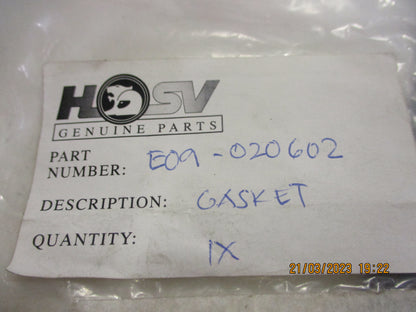 HSV
GENUINE PARTS
PART
NUMBER: E09-020602
DESCRIPTION: GASKET
QUANTITY: 1X
21/03/2023 19:22